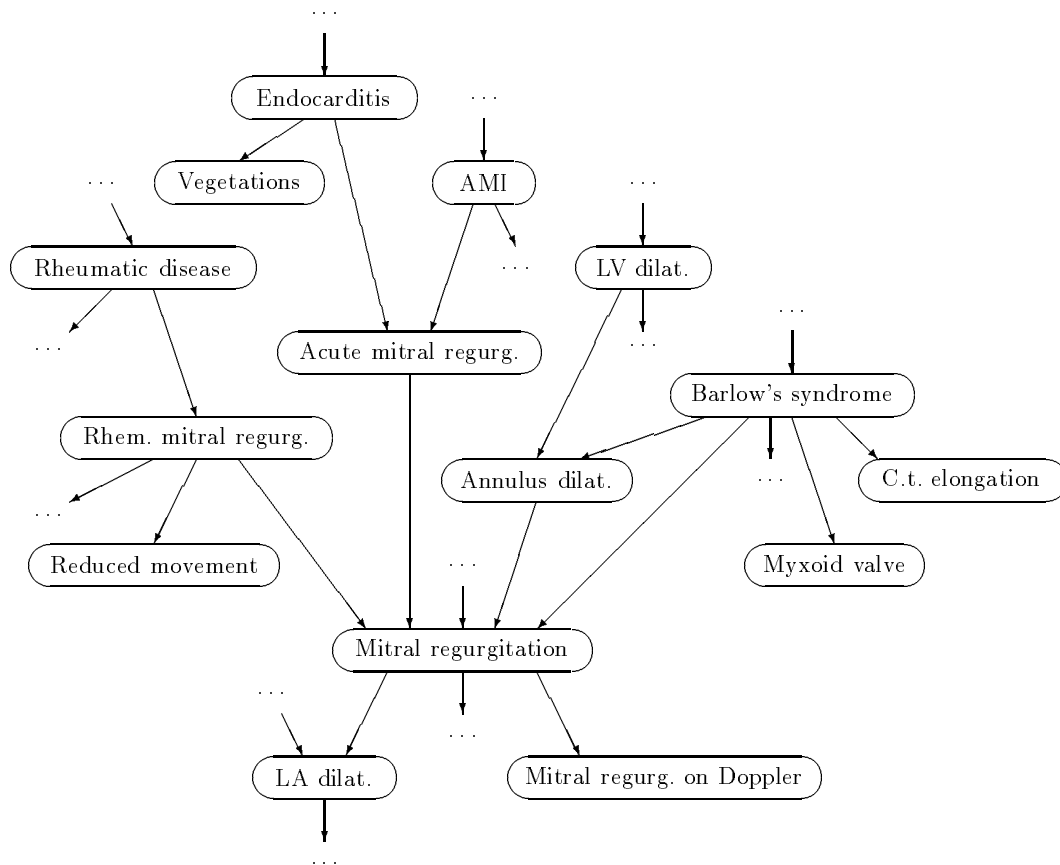 ...
Endocarditis
...
Vegetations
AMI
...
...
Rheumatic disease
...
LV dilat.
...
...
Acute mitral regurg.
...
...
Barlow's syndrome
Rhem. mitral regurg.
Annulus dilat.
...
C.t. elongation
...
Reduced movement
...
Myxoid valve
Mitral regurgitation
...
...
LA dilat.
Mitral regurg. on Doppler
...